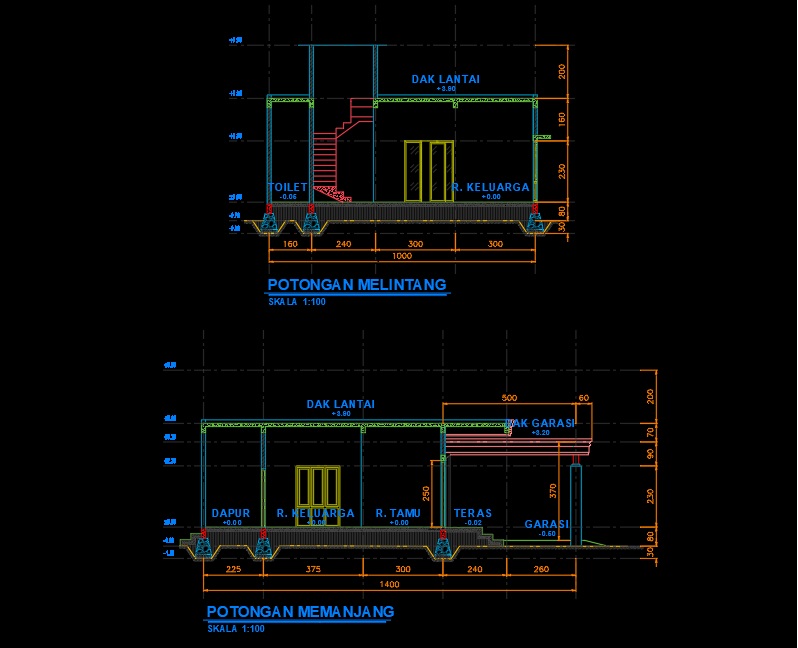 200
DAK LANTAI
+3.90
160
230
TOILET
-0.05
R. KELUARGA
+0.00
80
30
160 240 300 300
1000
POTONGAN MELINTANG
SKALA 1:100
500 60
200
DAK LANTAI
+3.90
DAK GARASI
+3.20
70
90
250
370
230
DAPUR R. KELUARGA R. TAMU TERAS
+0.00 +0.00 +0.00 -0.02
GARASI
-0.60
80
30
225 375 300 240 260
1400
POTONGAN MEMANJANG
SKALA 1:100